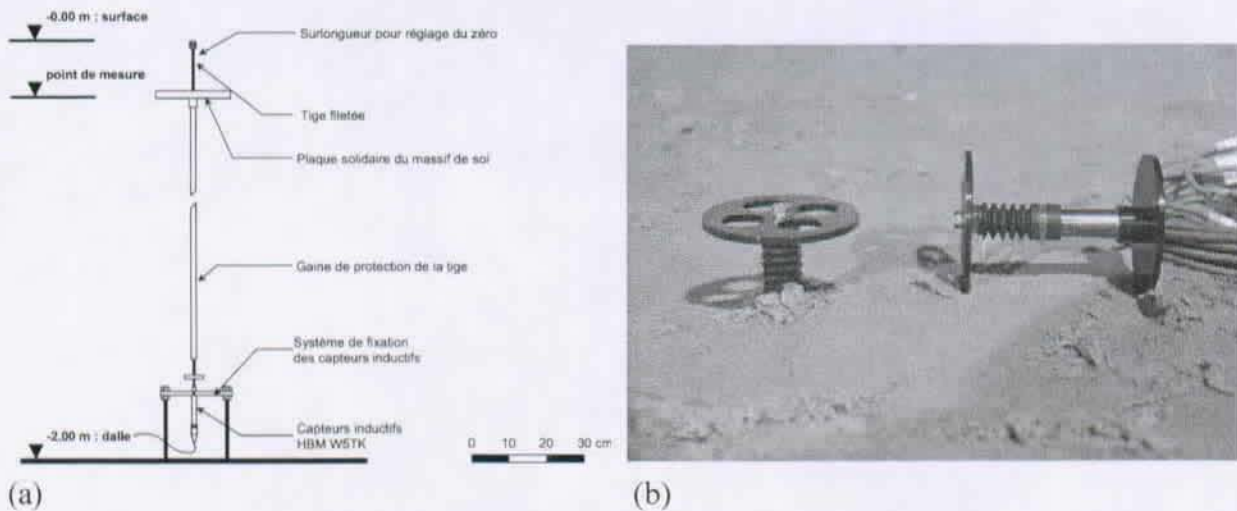 -0.00 m : surface
Surlongueur pour réglage du zéro
point de mesure
Tige filetée
Plaque solidaire du massif de sol
Gaine de protection de la tige
Système de fixation
des capteurs inductifs
Capteurs inductifs
HBM W5TK
-2.00 m : dalle
0 10 20 30 cm
(a)
(b)